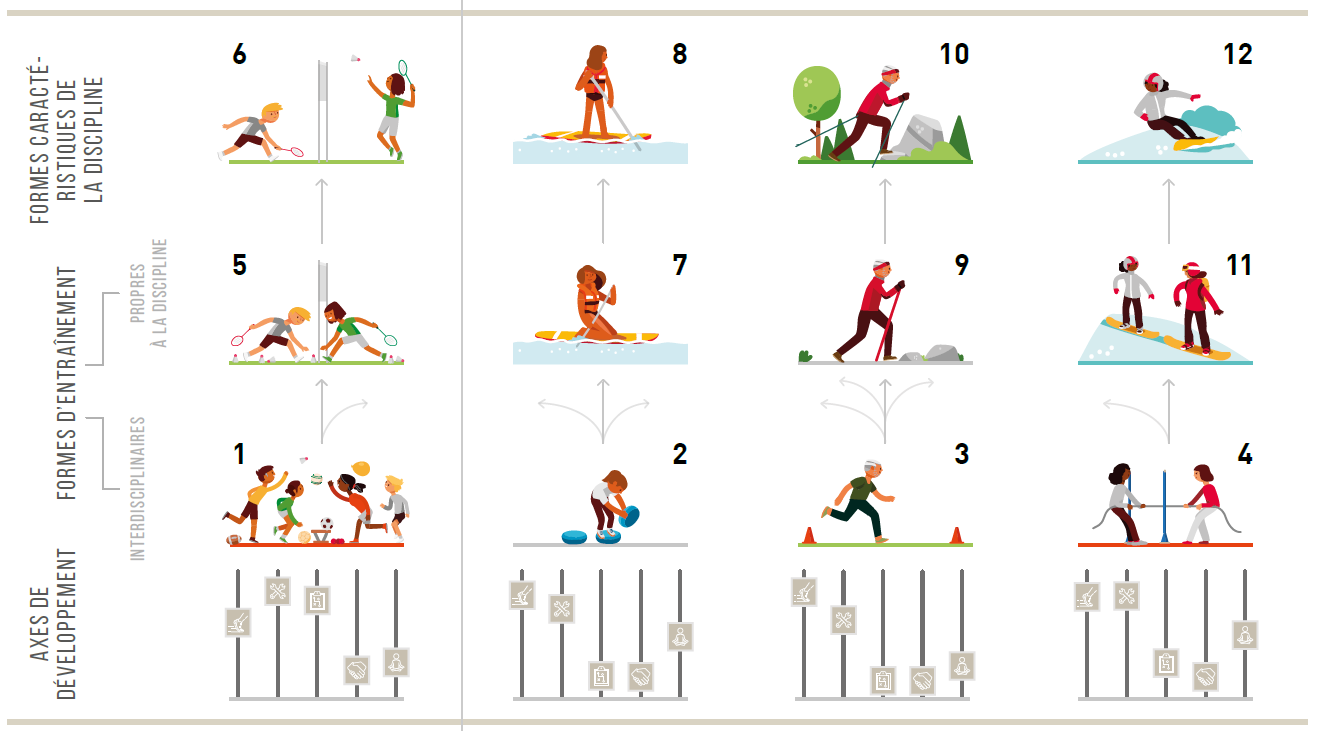 FORMES CARACTÉ-
RISTIQUES DE
LA DISCIPLINE
6
8
10
12
FORMES D'ENTRAÎNEMENT
PROPRES
À LA DISCIPLINE
5
7
9
11
INTERDISCIPLINAIRES
1
2
3
4
AXES DE
DÉVELOPPEMENT